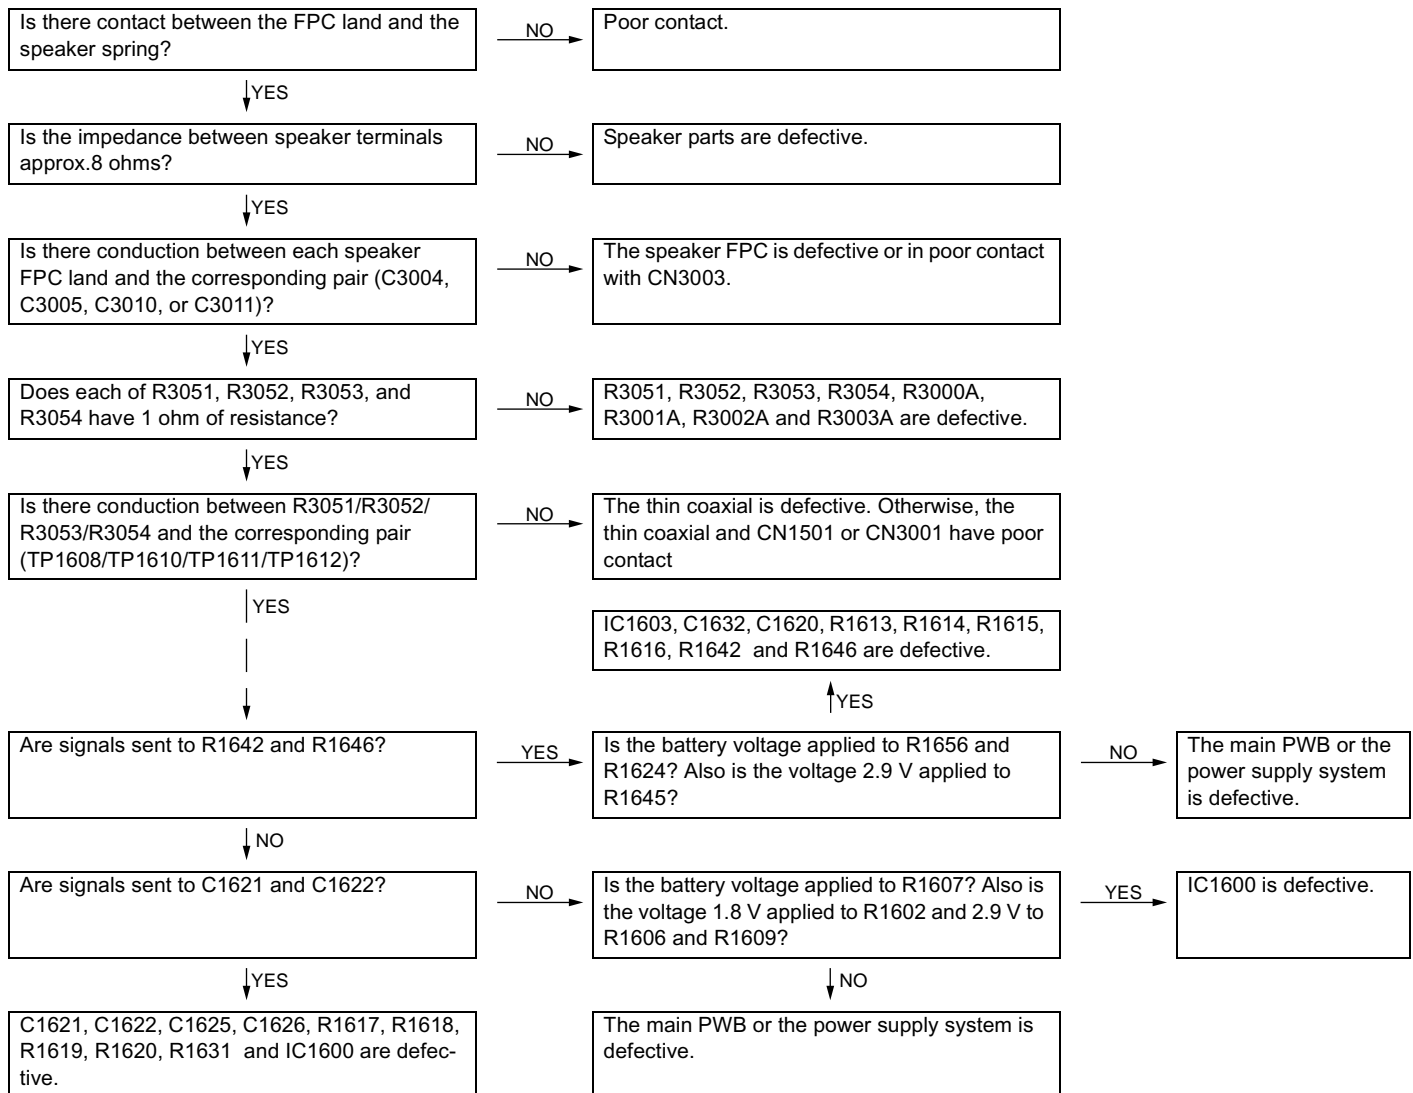 Is there contact between the FPC land and the
speaker spring?
NO
Poor contact.
YES
Is the impedance between speaker terminals
approx.8 ohms?
NO
Speaker parts are defective.
YES
Is there conduction between each speaker
FPC land and the corresponding pair (C3004,
C3005, C3010, or C3011)?
NO
The speaker FPC is defective or in poor contact
with CN3003.
YES
Does each of R3051, R3052, R3053, and
R3054 have 1 ohm of resistance?
NO
R3051, R3052, R3053, R3054, R3000A,
R3001A, R3002A and R3003A are defective.
YES
Is there conduction between R3051/R3052/
R3053/R3054 and the corresponding pair
(TP1608/TP1610/TP1611/TP1612)?
NO
The thin coaxial is defective. Otherwise, the
thin coaxial and CN1501 or CN3001 have poor
contact
YES
IC1603, C1632, C1620, R1613, R1614, R1615,
R1616, R1642  and R1646 are defective.
YES
Are signals sent to R1642 and R1646?
YES
Is the battery voltage applied to R1656 and
R1624? Also is the voltage 2.9 V applied to
R1645?
NO
The main PWB or the
power supply system
is defective.
NO
Are signals sent to C1621 and C1622?
NO
Is the battery voltage applied to R1607? Also is
the voltage 1.8 V applied to R1602 and 2.9 V to
R1606 and R1609?
YES
IC1600 is defective.
YES
NO
C1621, C1622, C1625, C1626, R1617, R1618,
R1619, R1620, R1631  and IC1600 are defec-
tive.
The main PWB or the power supply system is
defective.